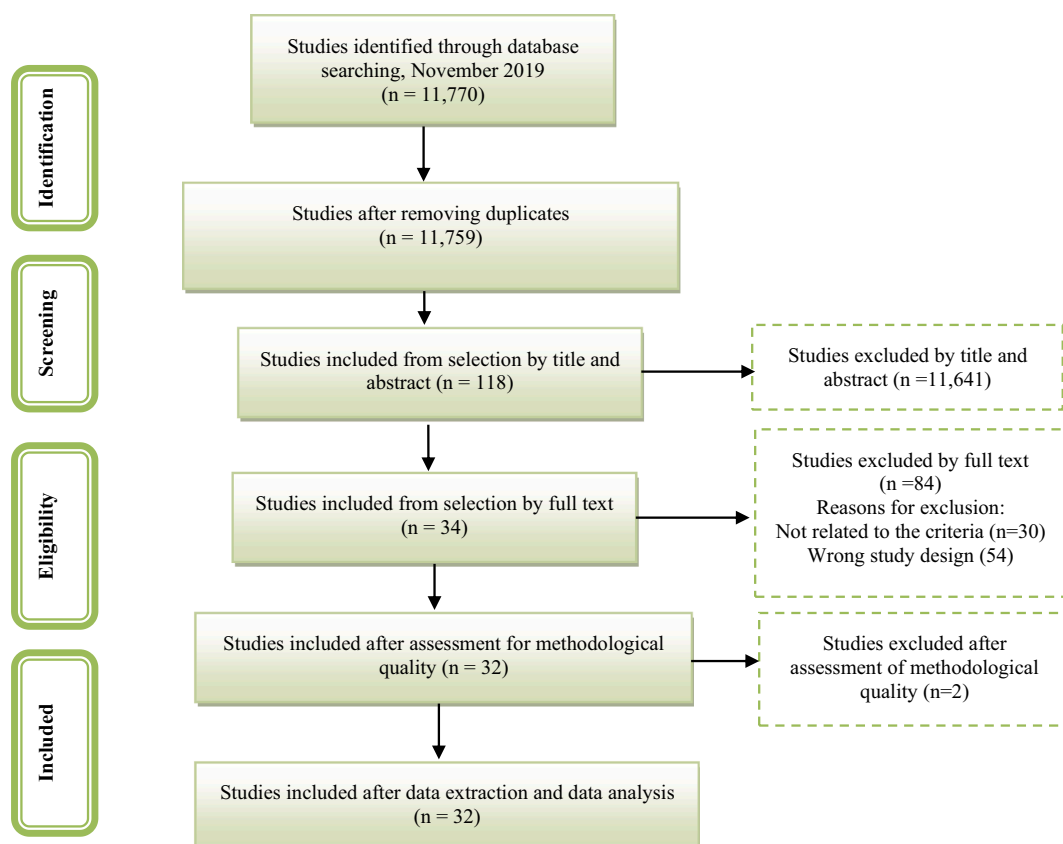 Identification
Studies identified through database
searching, November 2019
(n = 11,770)
Studies after removing duplicates
(n = 11,759)
Screening
Studies included from selection by title and
abstract (n = 118)
Studies excluded by title and
abstract (n =11,641)
Eligibility
Studies included from selection by full text
(n = 34)
Studies excluded by full text
(n =84)
Reasons for exclusion:
Not related to the criteria (n=30)
Wrong study design (54)
Studies included after assessment for methodological
quality (n = 32)
Studies excluded after
assessment of methodological
quality (n=2)
Included
Studies included after data extraction and data analysis
(n = 32)